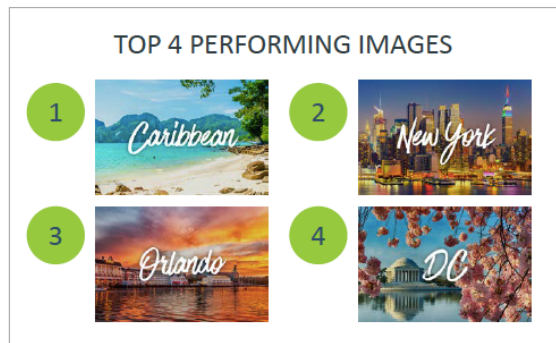 TOP 4 PERFORMING IMAGES
1
Caribbean
2
New York
3
Orlando
4
DC